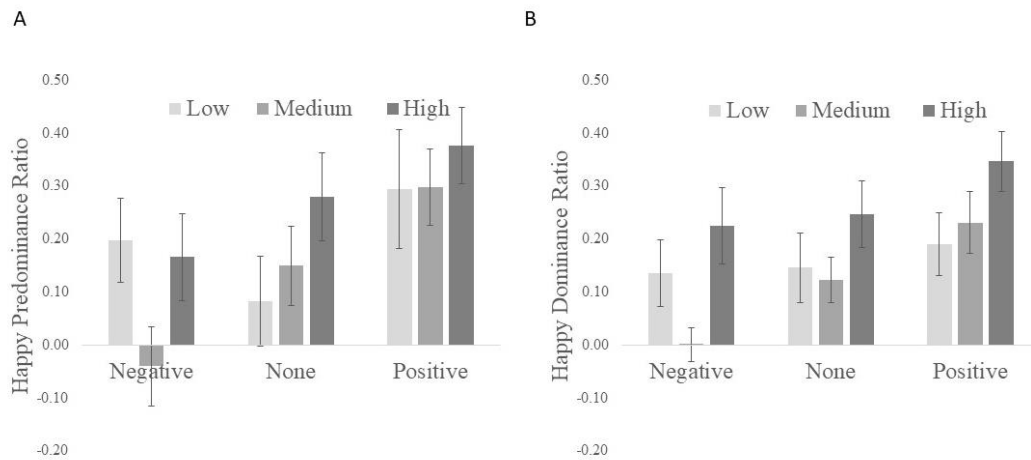 A
Happy Predominance Ratio
0.50
0.40
0.30
0.20
0.10
0.00
-0.10
-0.20
Low Medium High
Negative None Positive
B
Happy Dominance Ratio
0.50
0.40
0.30
0.20
0.10
0.00
-0.10
-0.20
Low Medium High
Negative None Positive